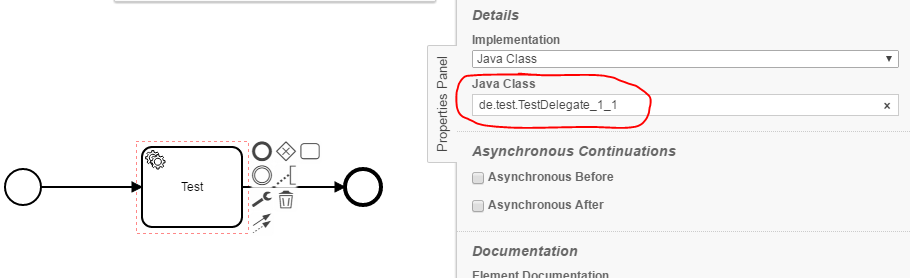 Details
Implementation
Java Class
Java Class
de.test.TestDelegate_1_1
Properties Panel
Test
Asynchronous Continuations
Asynchronous Before
Asynchronous After
Documentation
Element Documentation